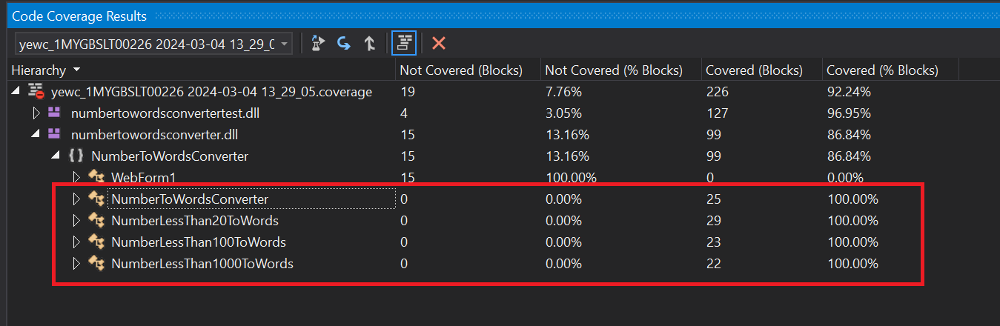 Code Coverage Results
yewc_1MYGBSLT00226 2024-03-04 13_29_0
Hierarchy Not Covered (Blocks) Not Covered (% Blocks) Covered (Blocks) Covered (% Blocks)
yewc_1MYGBSLT00226 2024-03-04 13_29_05.coverage 19 7.76% 226 92.24%
numbertowordsconvertertest.dll 4 3.05% 127 96.95%
numbertowordsconverter.dll 15 13.16% 99 86.84%
{ } NumberToWordsConverter 15 13.16% 99 86.84%
WebForm1 15 100.00% 0 0.00%
NumberToWordsConverter 0 0.00% 25 100.00%
NumberLessThan20ToWords 0 0.00% 29 100.00%
NumberLessThan100ToWords 0 0.00% 23 100.00%
NumberLessThan1000ToWords 0 0.00% 22 100.00%